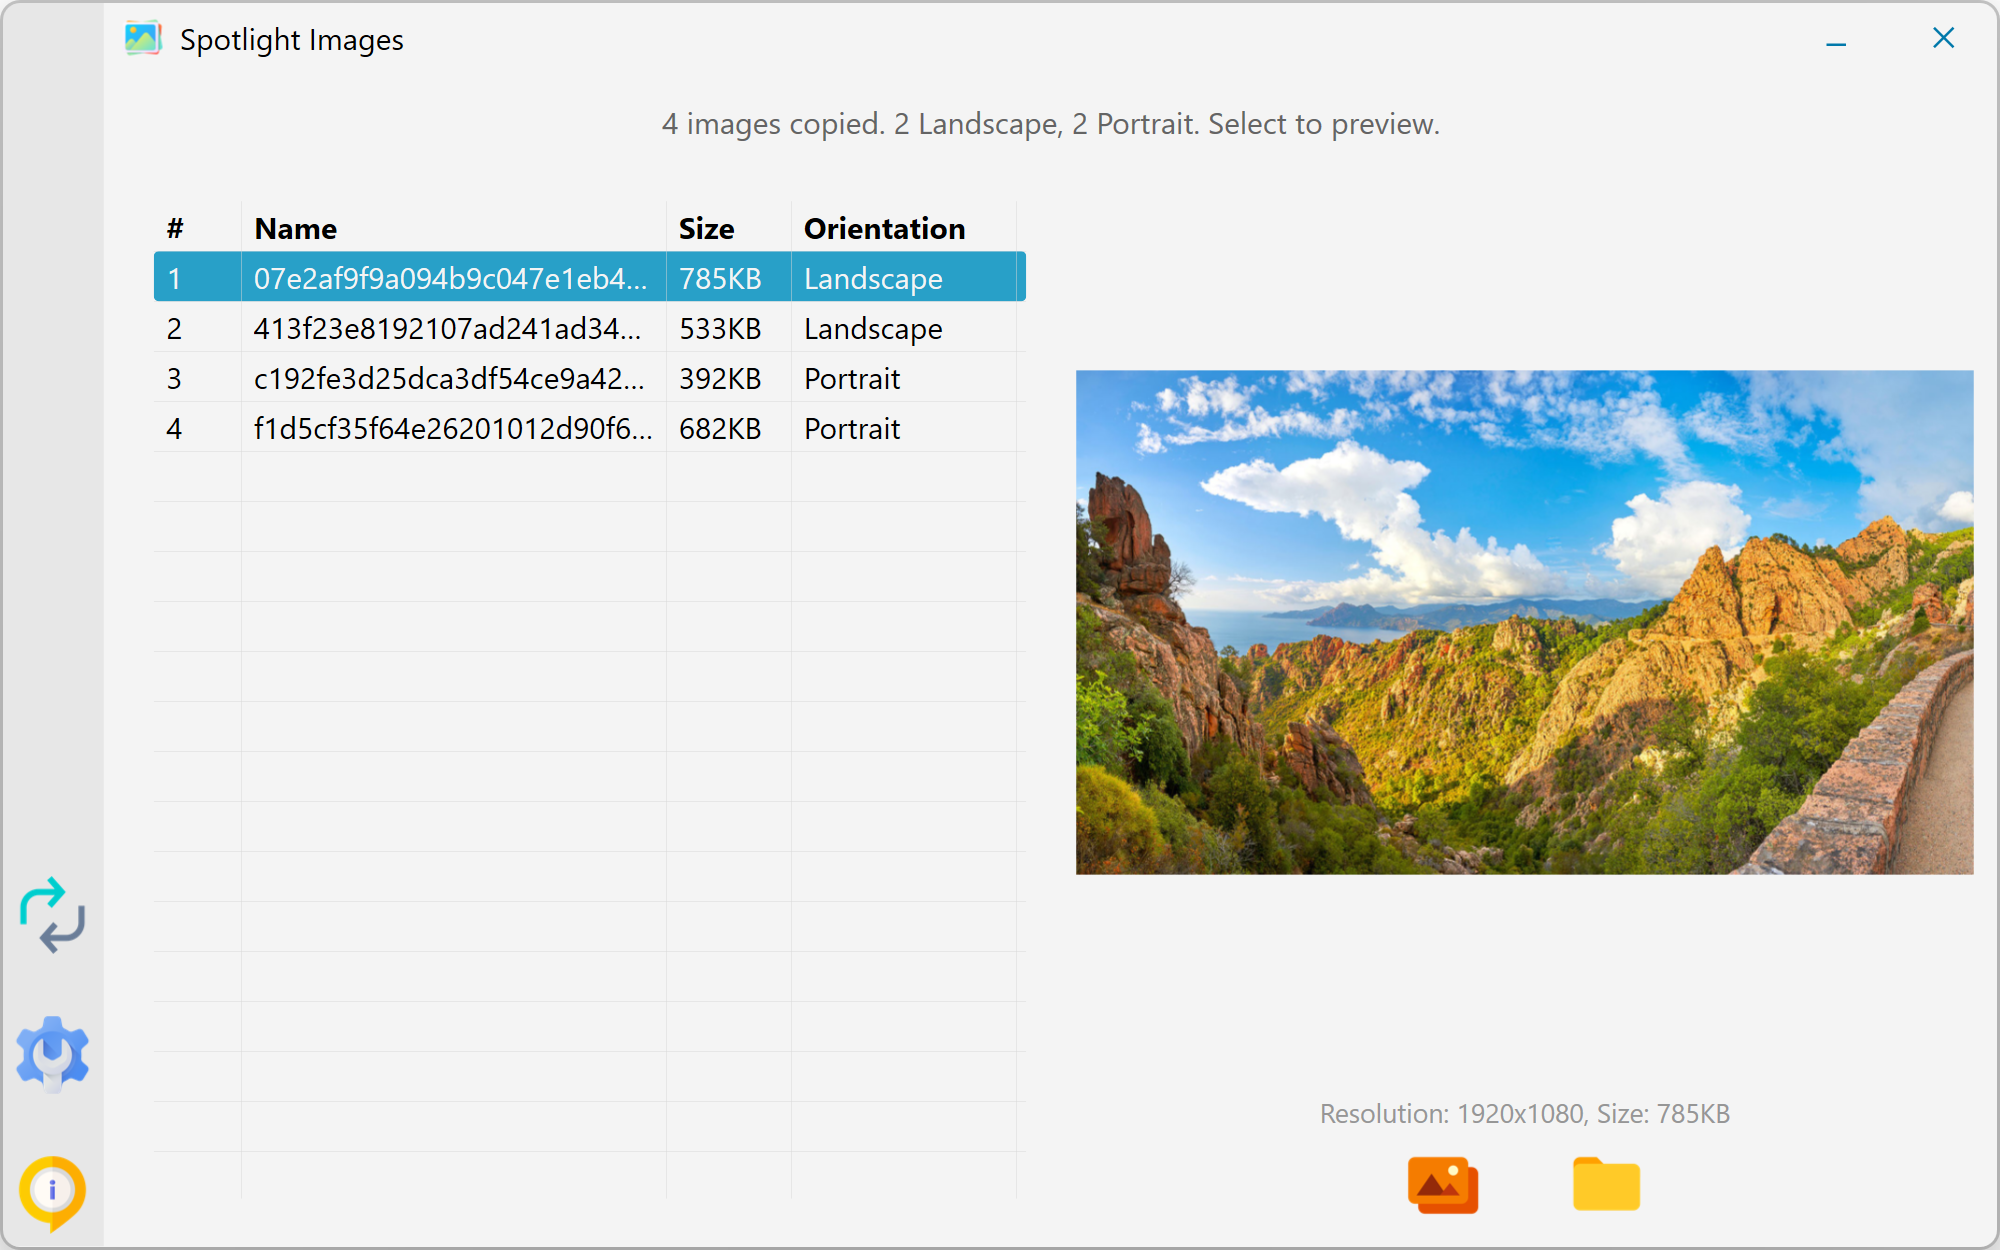 Spotlight Images
4 images copied. 2 Landscape, 2 Portrait. Select to preview.
# Name Size Orientation
1 07e2af9f9a094b9c047e1eb4... 785KB Landscape
2 413f23e8192107ad241ad34... 533KB Landscape
3 c192fe3d25dca3df54ce9a42... 392KB Portrait
4 f1d5cf35f64e26201012d90f6... 682KB Portrait
Resolution: 1920x1080, Size: 785KB
i